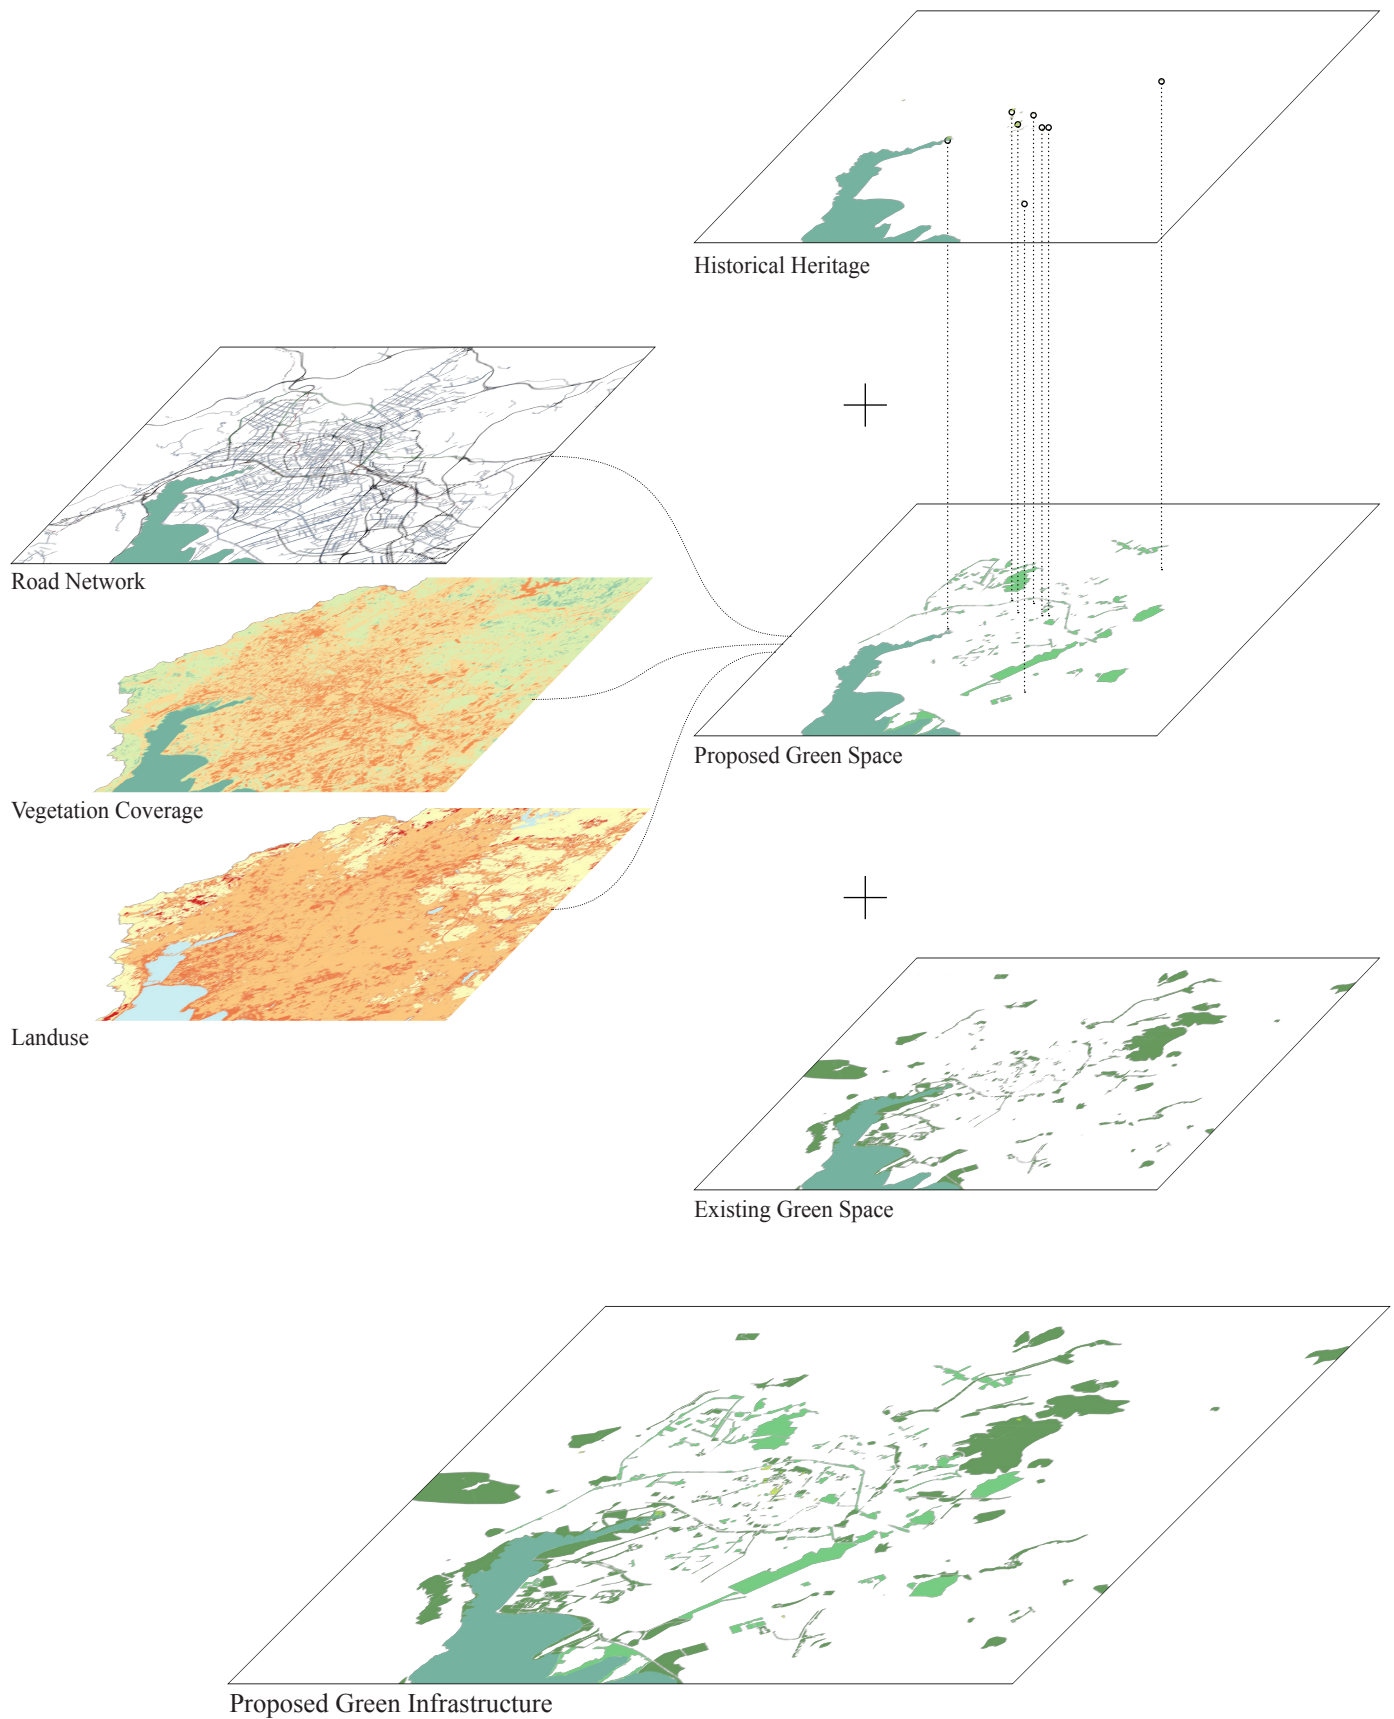 Historical Heritage
Road Network
Proposed Green Space
Vegetation Coverage
Landuse
Existing Green Space
Proposed Green Infrastructure